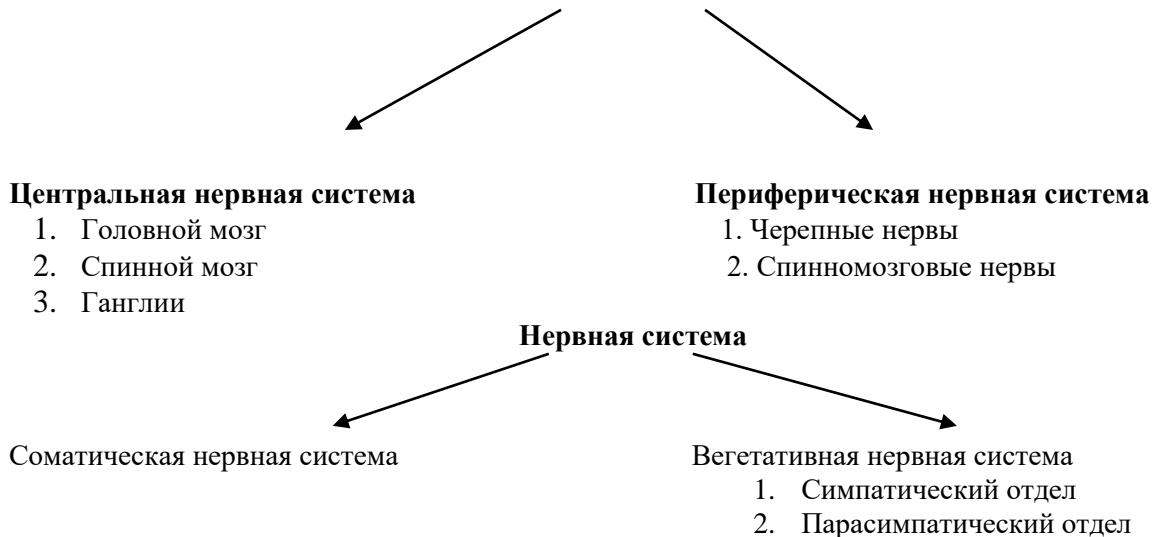 Центральная нервная система
1. Головной мозг
2. Спинной мозг
3. Ганглии
Периферическая нервная система
1. Черепные нервы
2. Спинномозговые нервы
Нервная система
Соматическая нервная система
Вегетативная нервная система
1. Симпатический отдел
2. Парасимпатический отдел